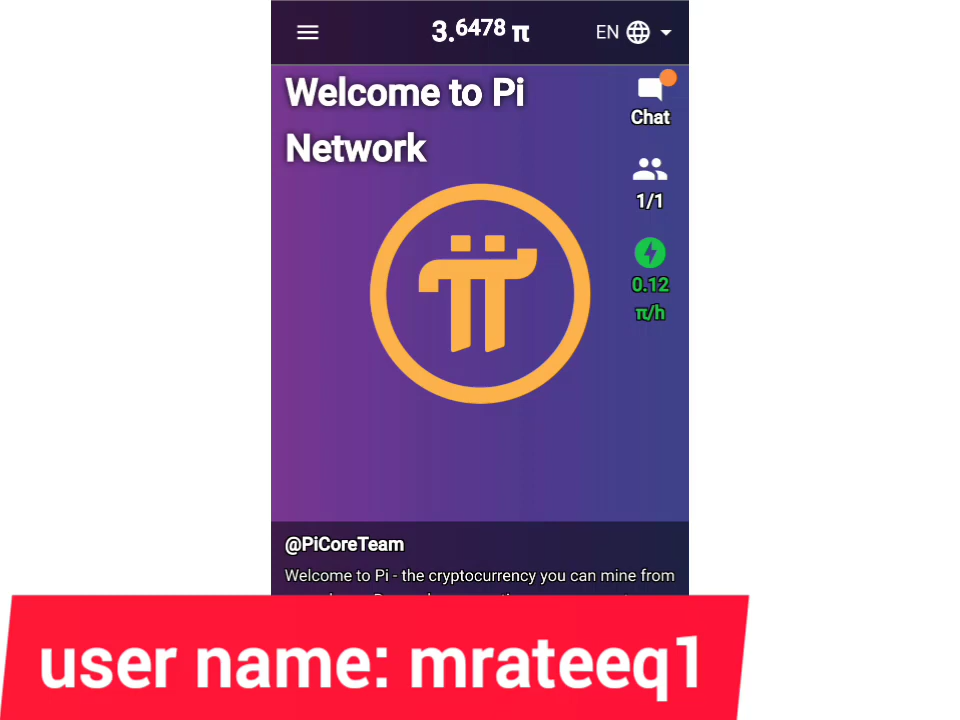 3.6478 π
EN
Welcome to Pi
Network
Chat
1/1
0.12
π/h
@PiCoreTeam
Welcome to Pi - the cryptocurrency you can mine from
user name: mrateeq1